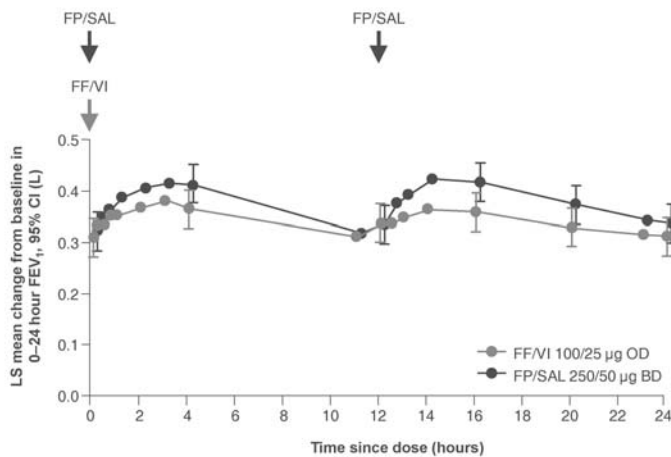 FP/SAL FP/SAL
FF/VI
LS mean change from baseline in
0–24 hour FEV₁, 95% CI (L)
0.5
0.4
0.3
0.2
0.1
0.0
FF/VI 100/25 µg OD
FP/SAL 250/50 µg BD
0 2 4 6 8 10 12 14 16 18 20 22 24
Time since dose (hours)